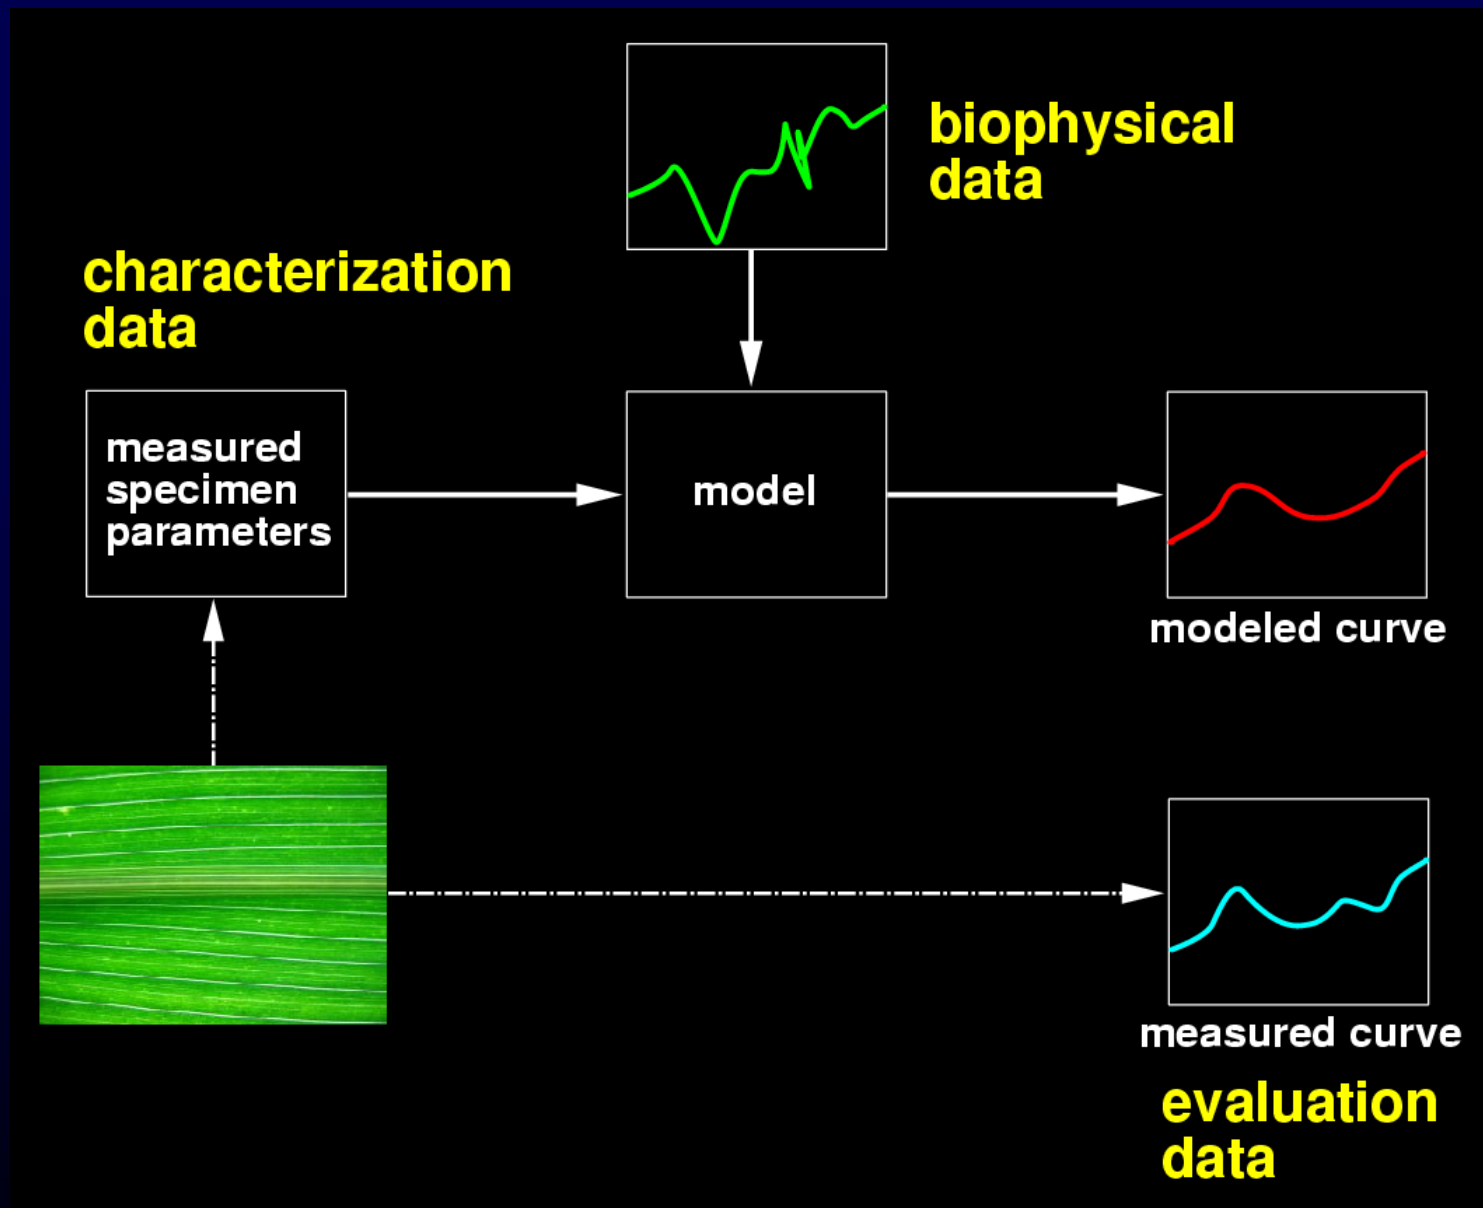 biophysical
data
characterization
data
measured
specimen
parameters
model
modeled curve
measured curve
evaluation
data